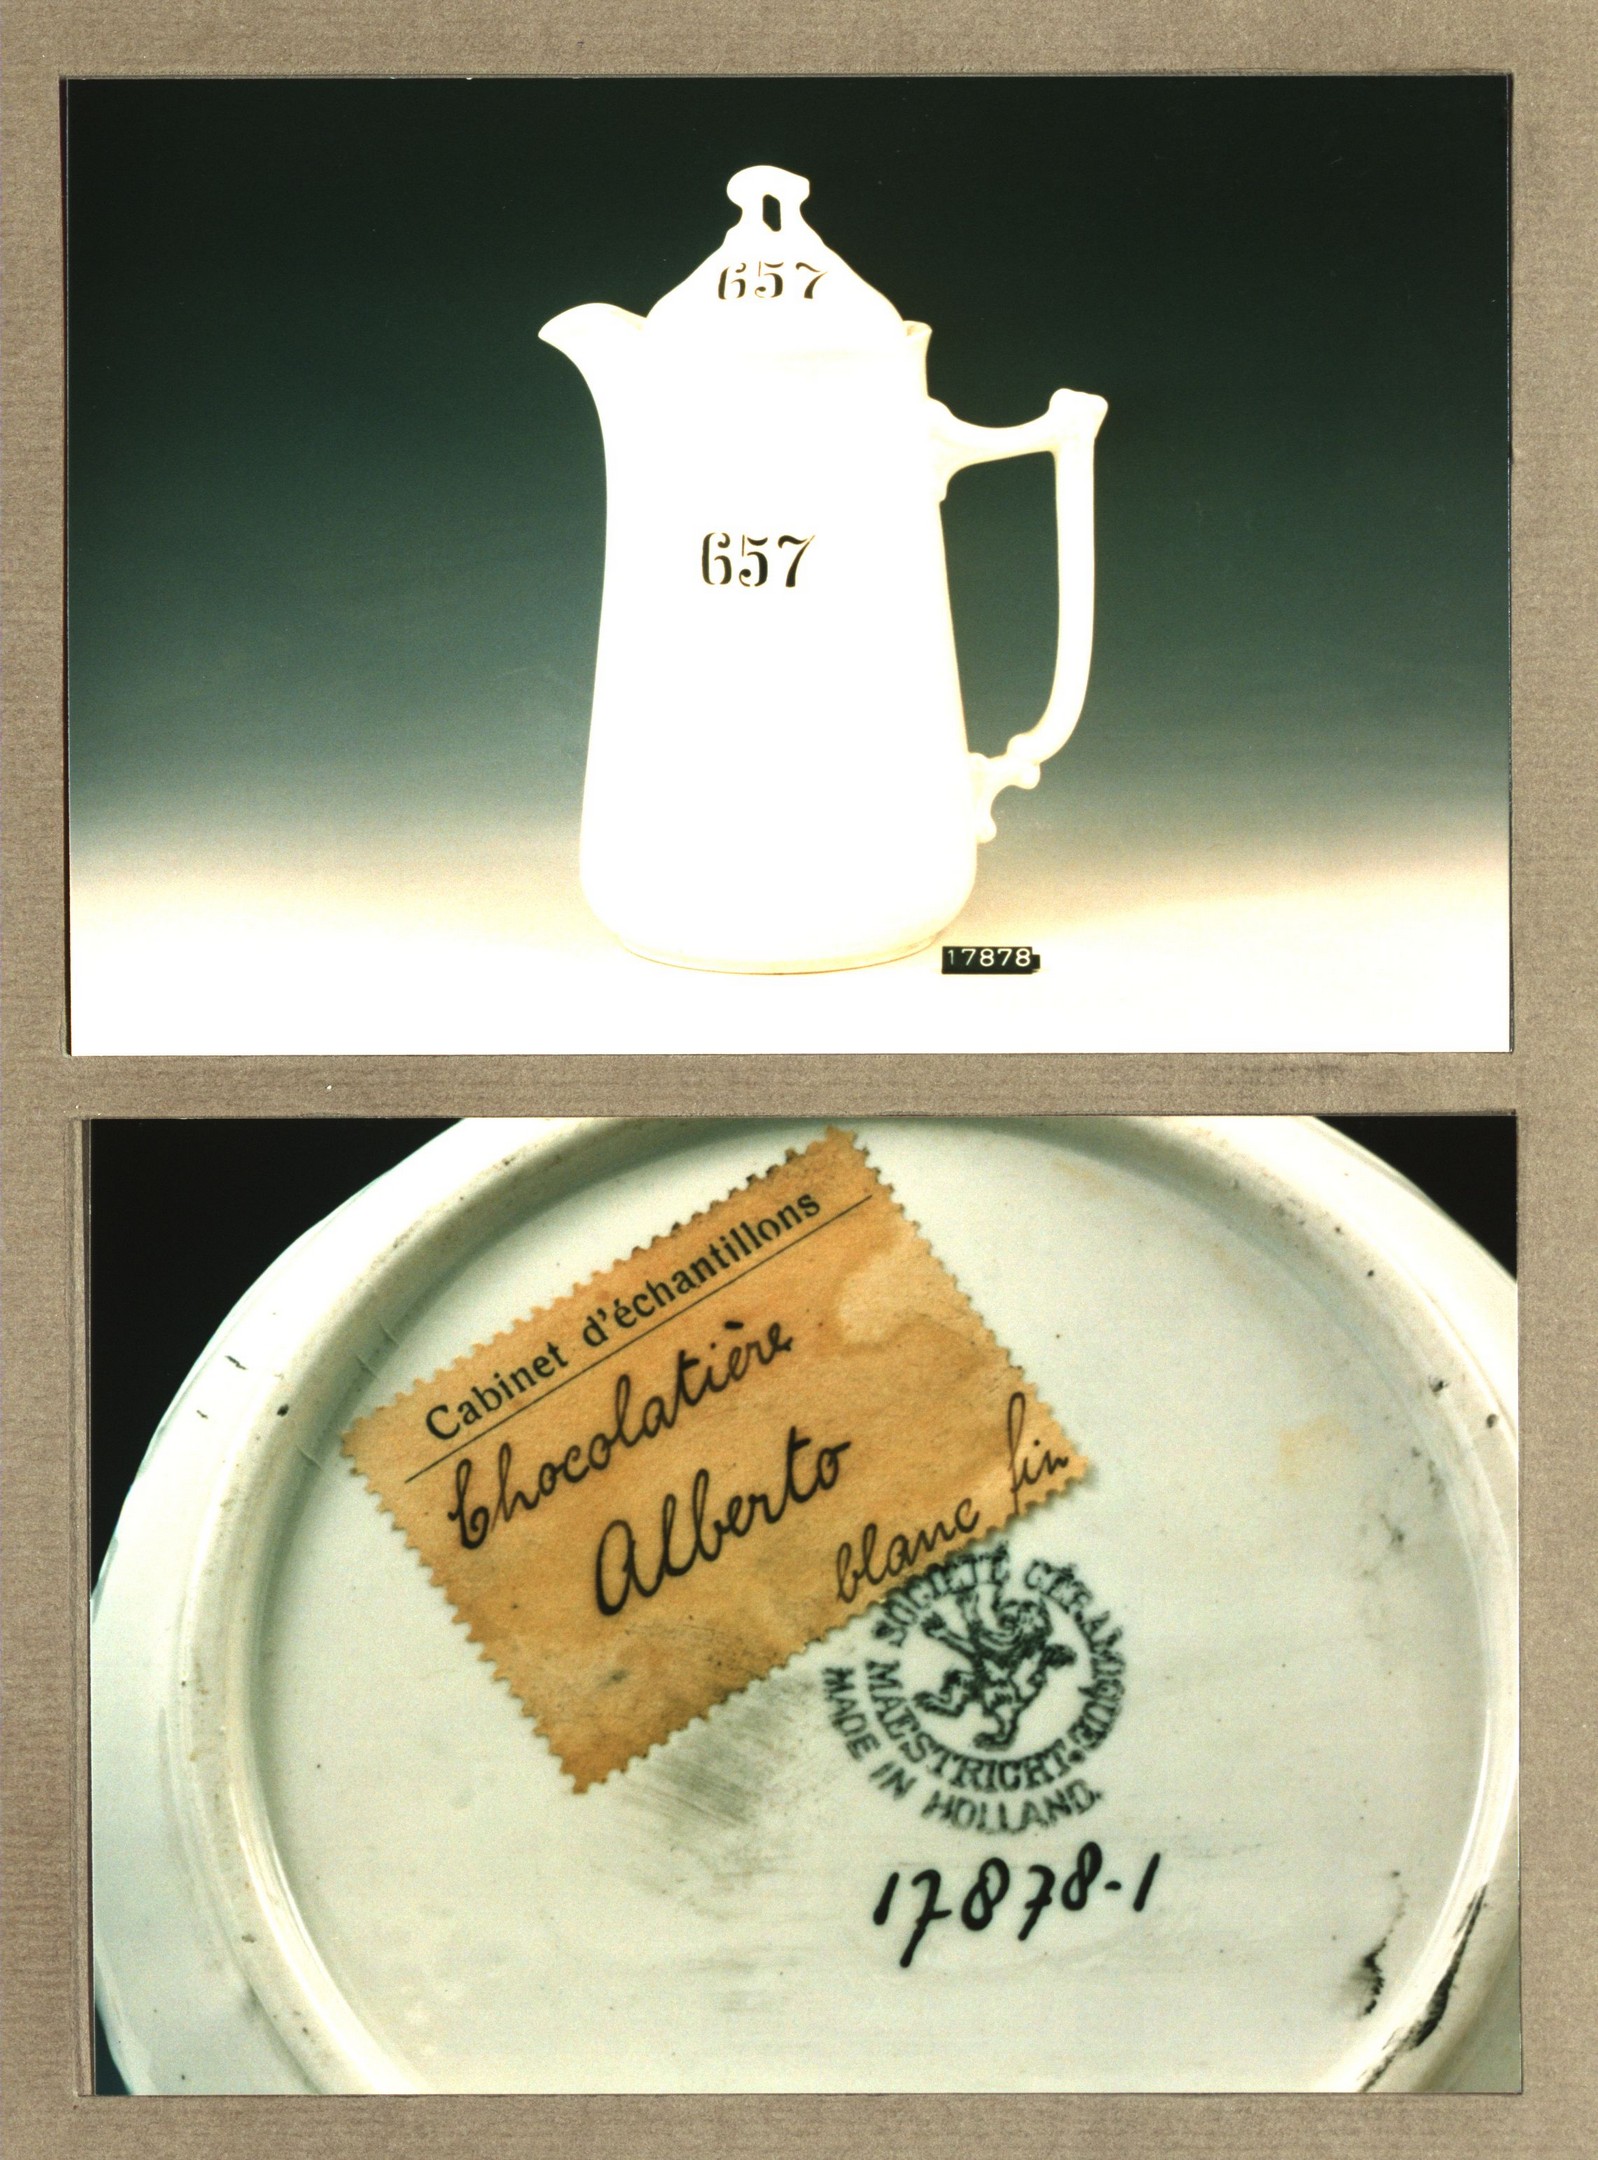 657
657
17878
Cabinet d'échantillons
Chocolatière
Alberto
blanc fin
SOCIÉTÉ CÉRAMIQUE
MAESTRICHT.
MADE IN HOLLAND.
17878-1